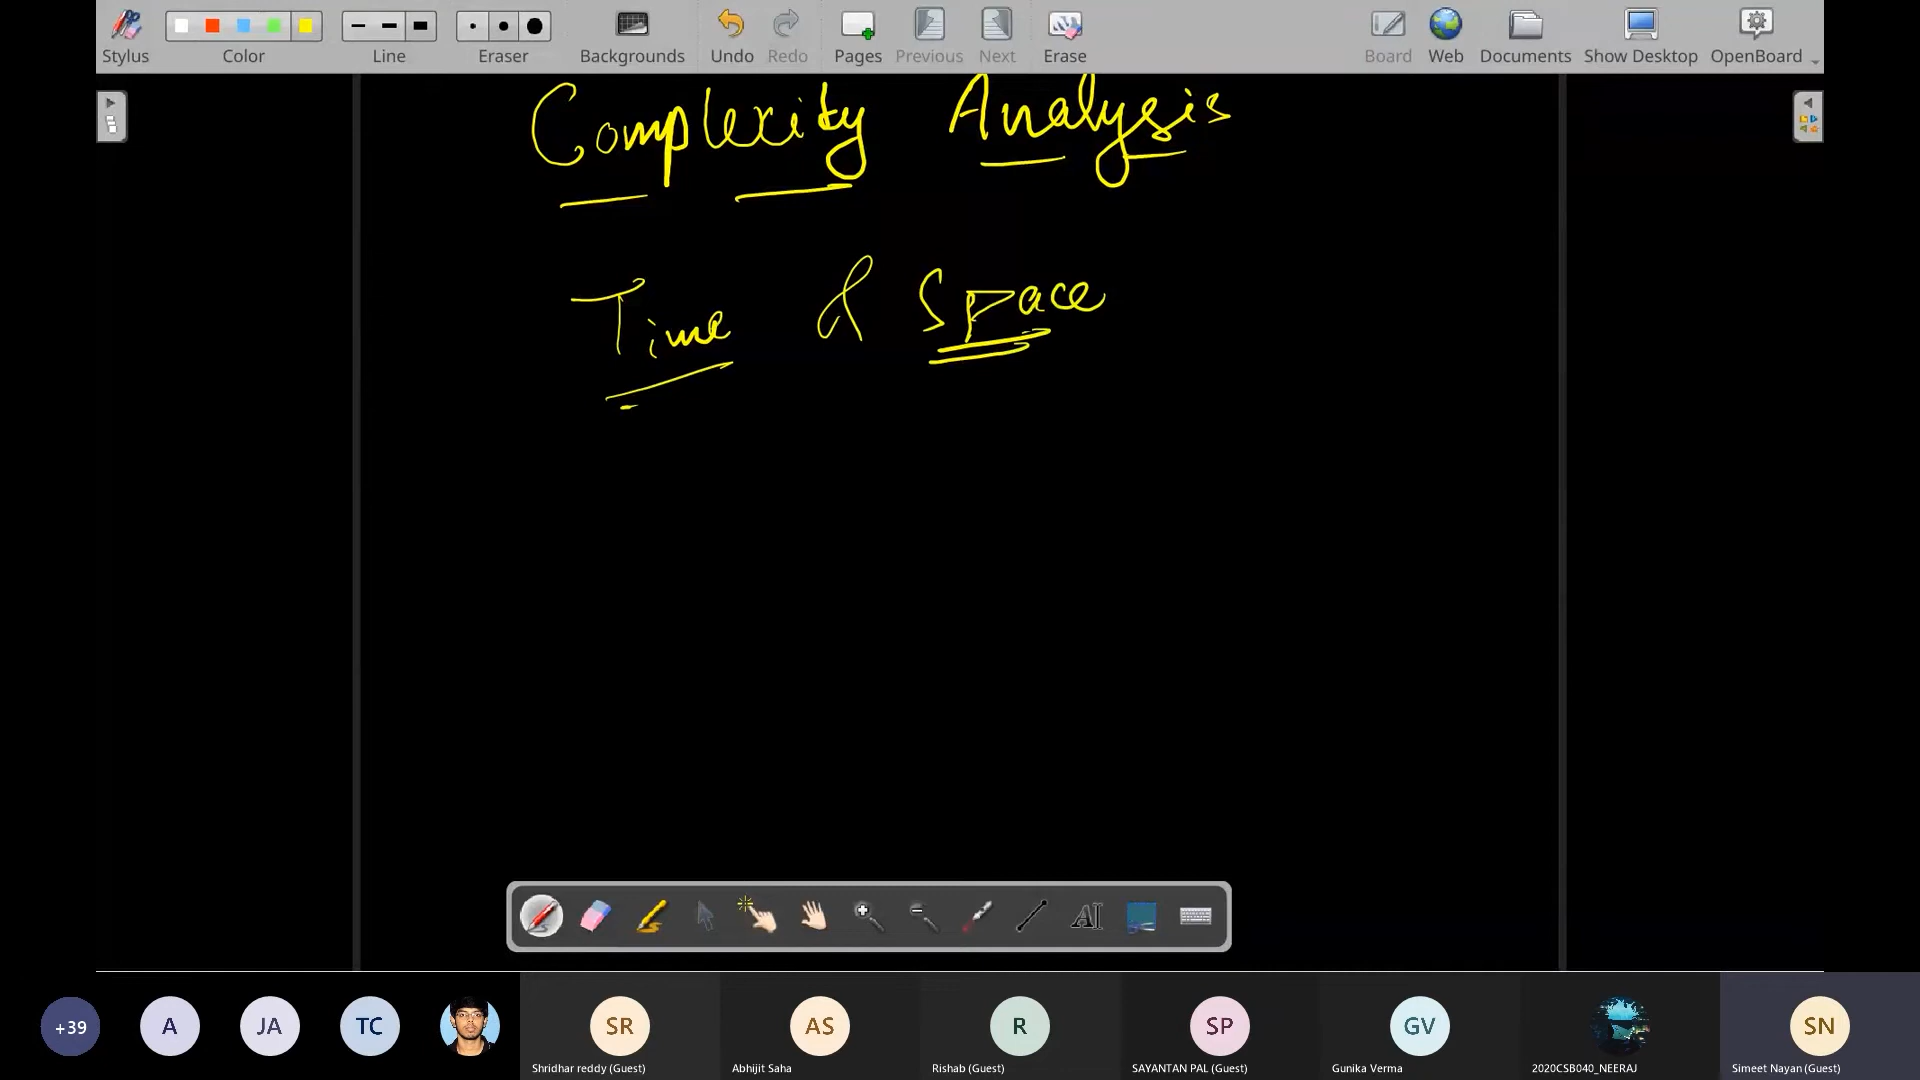 Stylus Color Line Eraser Backgrounds Undo Redo Pages Previous Next Erase Board Web Documents Show Desktop OpenBoard
Complexity Analysis
Time & Space
AI
+39 A JA TC SR AS R SP GV SN
Shridhar reddy (Guest) Abhijit Saha Rishab (Guest) SAYANTAN PAL (Guest) Gunika Verma 2020CSB040_NEERAJ Simeet Nayan (Guest)